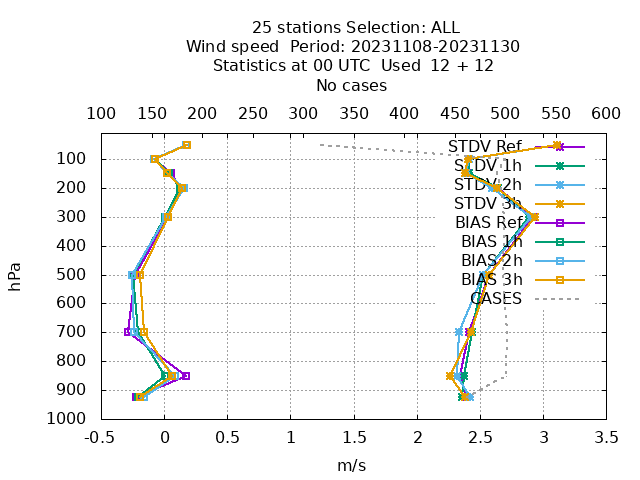 25 stations Selection: ALL
Wind speed  Period: 20231108-20231130
Statistics at 00 UTC  Used  12 + 12
No cases
100 150 200 250 300 350 400 450 500 550 600
STDV Ref
100
STDV 1h
STDV 2h
200
STDV 3h
300
BIAS Ref
400
BIAS 1h
BIAS 2h
hPa
500
BIAS 3h
600
CASES
700
800
900
1000
-0.5 0 0.5 1 1.5 2 2.5 3 3.5
m/s